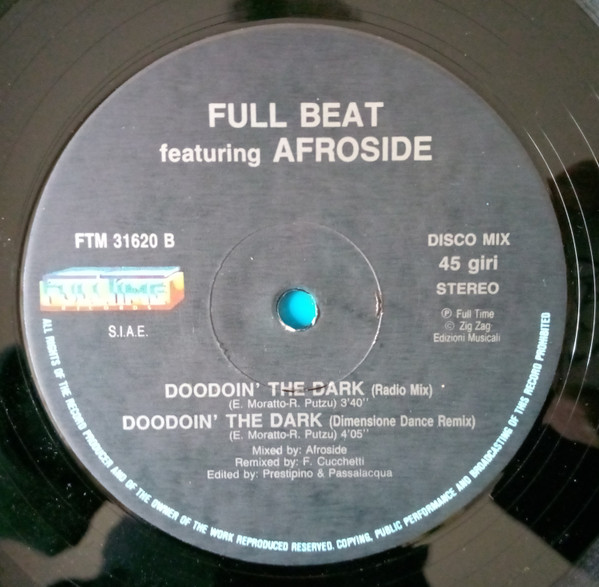 FULL BEAT
featuring AFROSIDE
FTM 31620 B
FULL TIME
S.I.A.E.
DISCO MIX
45 giri
STEREO
Ⓟ Full Time
© Zig Zag
Edizioni Musicali
DOODOIN' THE DARK (Radio Mix)
(E. Moratto-R. Putzu) 3'40"
DOODOIN' THE DARK (Dimensione Dance Remix)
(E. Moratto-R. Putzu) 4'05"
Mixed by: Afroside
Remixed by: F. Cucchetti
Edited by: Prestipino & Passalacqua
ALL RIGHTS OF THE RECORD PRODUCER AND OF THE OWNER OF THE WORK REPRODUCED RESERVED. COPYING, PUBLIC PERFORMANCE AND BROADCASTING OF THIS RECORD PROHIBITED